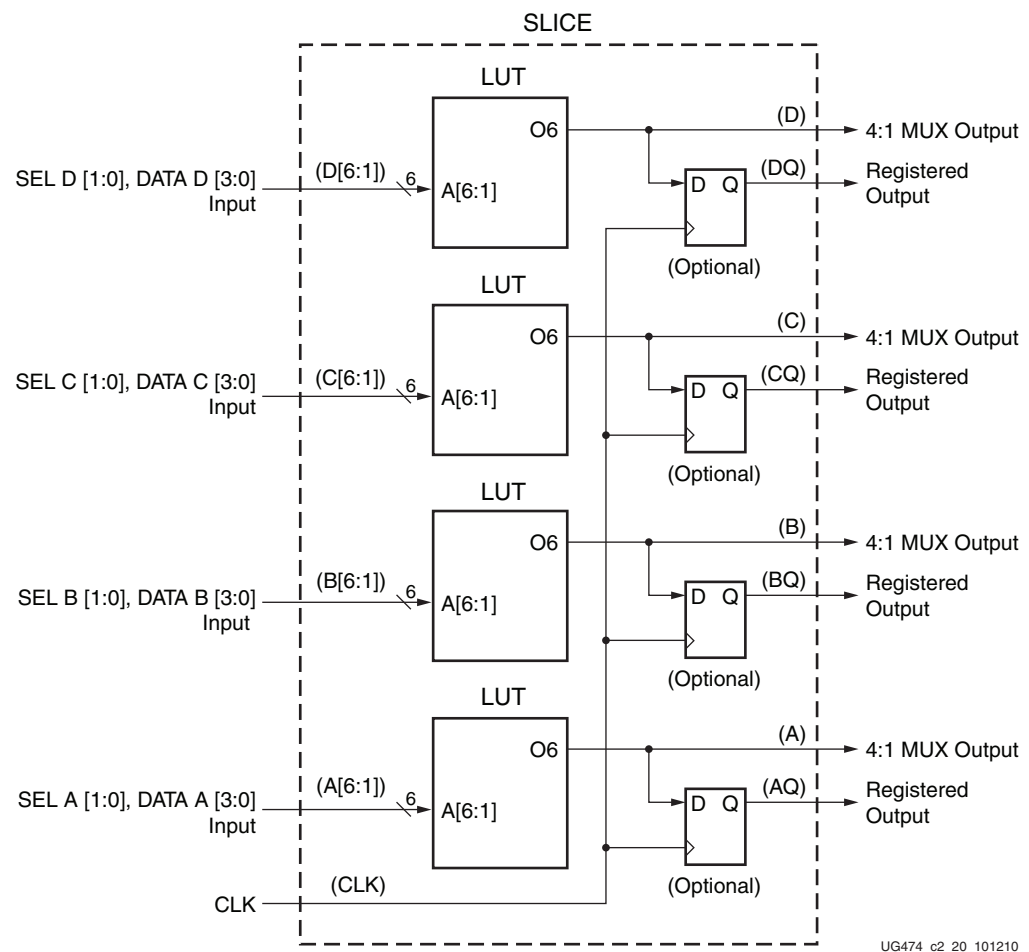 SLICE
LUT
O6
(D)
4:1 MUX Output
SEL D [1:0], DATA D [3:0]
Input
(D[6:1])
6
A[6:1]
D Q
(DQ)
Registered
Output
(Optional)
LUT
O6
(C)
4:1 MUX Output
SEL C [1:0], DATA C [3:0]
Input
(C[6:1])
6
A[6:1]
D Q
(CQ)
Registered
Output
(Optional)
LUT
O6
(B)
4:1 MUX Output
SEL B [1:0], DATA B [3:0]
Input
(B[6:1])
6
A[6:1]
D Q
(BQ)
Registered
Output
(Optional)
LUT
O6
(A)
4:1 MUX Output
SEL A [1:0], DATA A [3:0]
Input
(A[6:1])
6
A[6:1]
D Q
(AQ)
Registered
Output
(Optional)
CLK
(CLK)
UG474_c2_20_101210